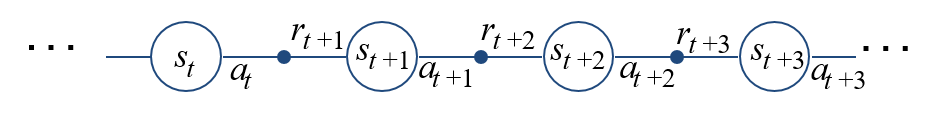 ... s_t a_t r_{t+1} s_{t+1} a_{t+1} r_{t+2} s_{t+2} a_{t+2} r_{t+3} s_{t+3} a_{t+3} ...